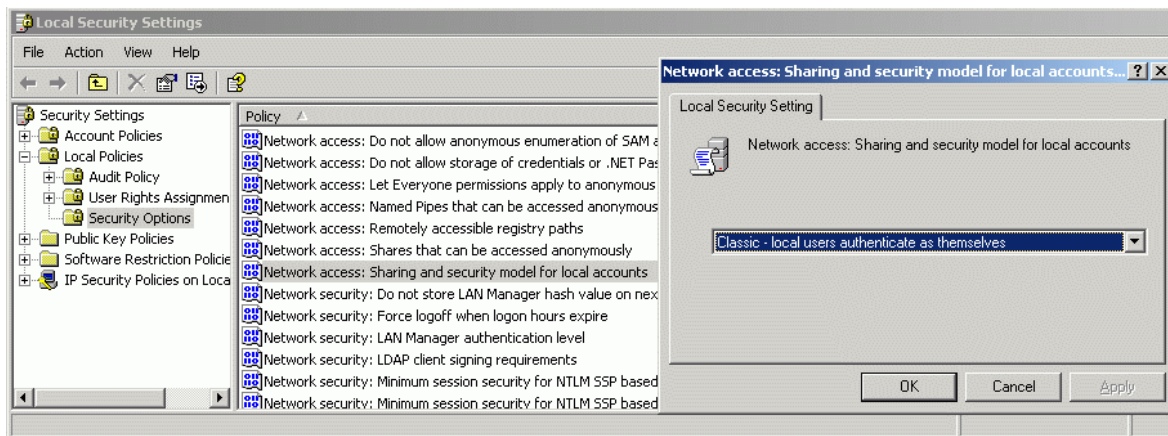 Local Security Settings
File Action View Help
Security Settings
Account Policies
Local Policies
Audit Policy
User Rights Assignmen
Security Options
Public Key Policies
Software Restriction Policie
IP Security Policies on Loca
Policy
Network access: Do not allow anonymous enumeration of SAM a
Network access: Do not allow storage of credentials or .NET Pas
Network access: Let Everyone permissions apply to anonymous
Network access: Named Pipes that can be accessed anonymous
Network access: Remotely accessible registry paths
Network access: Shares that can be accessed anonymously
Network access: Sharing and security model for local accounts
Network security: Do not store LAN Manager hash value on nex
Network security: Force logoff when logon hours expire
Network security: LAN Manager authentication level
Network security: LDAP client signing requirements
Network security: Minimum session security for NTLM SSP based
Network security: Minimum session security for NTLM SSP based
Network access: Sharing and security model for local accounts... ? X
Local Security Setting
Network access: Sharing and security model for local accounts
Classic - local users authenticate as themselves
OK Cancel Apply